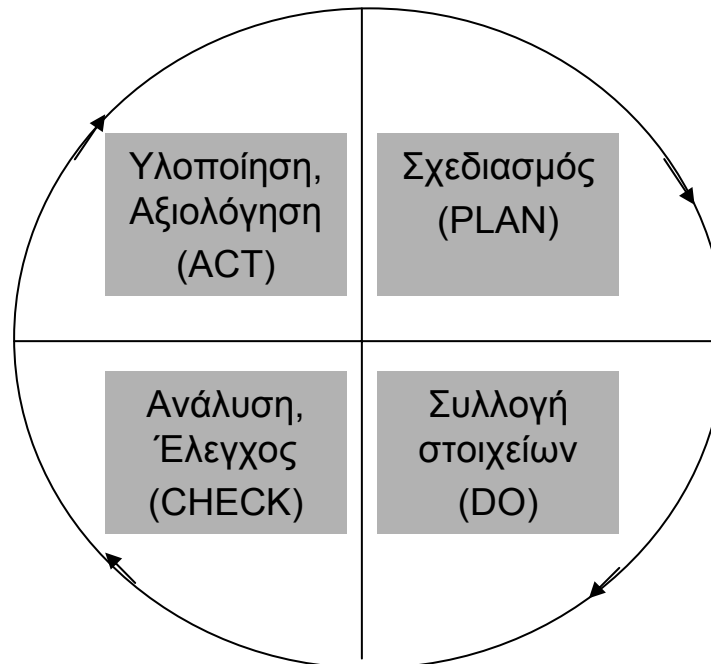 Υλοποίηση,
Αξιολόγηση
(ACT)
Σχεδιασμός
(PLAN)
Ανάλυση,
Έλεγχος
(CHECK)
Συλλογή
στοιχείων
(DO)